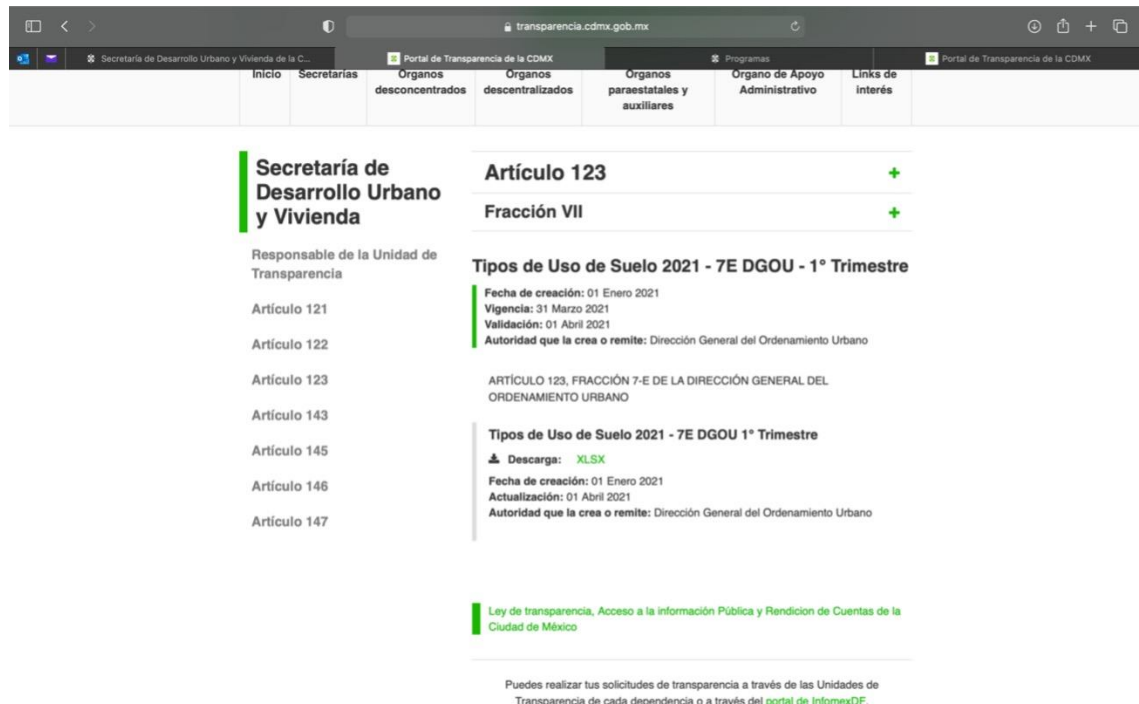 transparencia.cdmx.gob.mx
Secretaría de Desarrollo Urbano y Vivienda de la C...
Portal de Transparencia de la CDMX
Programas
Portal de Transparencia de la CDMX
Inicio
Secretarías
Órganos
desconcentrados
Órganos
descentralizados
Órganos
paraestatales y
auxiliares
Órgano de Apoyo
Administrativo
Links de
interés
Secretaría de
Desarrollo Urbano
y Vivienda
Responsable de la Unidad de
Transparencia
Artículo 121
Artículo 122
Artículo 123
Artículo 143
Artículo 145
Artículo 146
Artículo 147
Artículo 123 +
Fracción VII +
Tipos de Uso de Suelo 2021 - 7E DGOU - 1° Trimestre
Fecha de creación: 01 Enero 2021
Vigencia: 31 Marzo 2021
Validación: 01 Abril 2021
Autoridad que la crea o remite: Dirección General del Ordenamiento Urbano
ARTÍCULO 123, FRACCIÓN 7-E DE LA DIRECCIÓN GENERAL DEL
ORDENAMIENTO URBANO
Tipos de Uso de Suelo 2021 - 7E DGOU 1° Trimestre
Descarga: XLSX
Fecha de creación: 01 Enero 2021
Actualización: 01 Abril 2021
Autoridad que la crea o remite: Dirección General del Ordenamiento Urbano
Ley de transparencia, Acceso a la información Pública y Rendicion de Cuentas de la
Ciudad de México
Puedes realizar tus solicitudes de transparencia a través de las Unidades de
Transparencia de cada dependencia o a través del portal de InfomexDF.